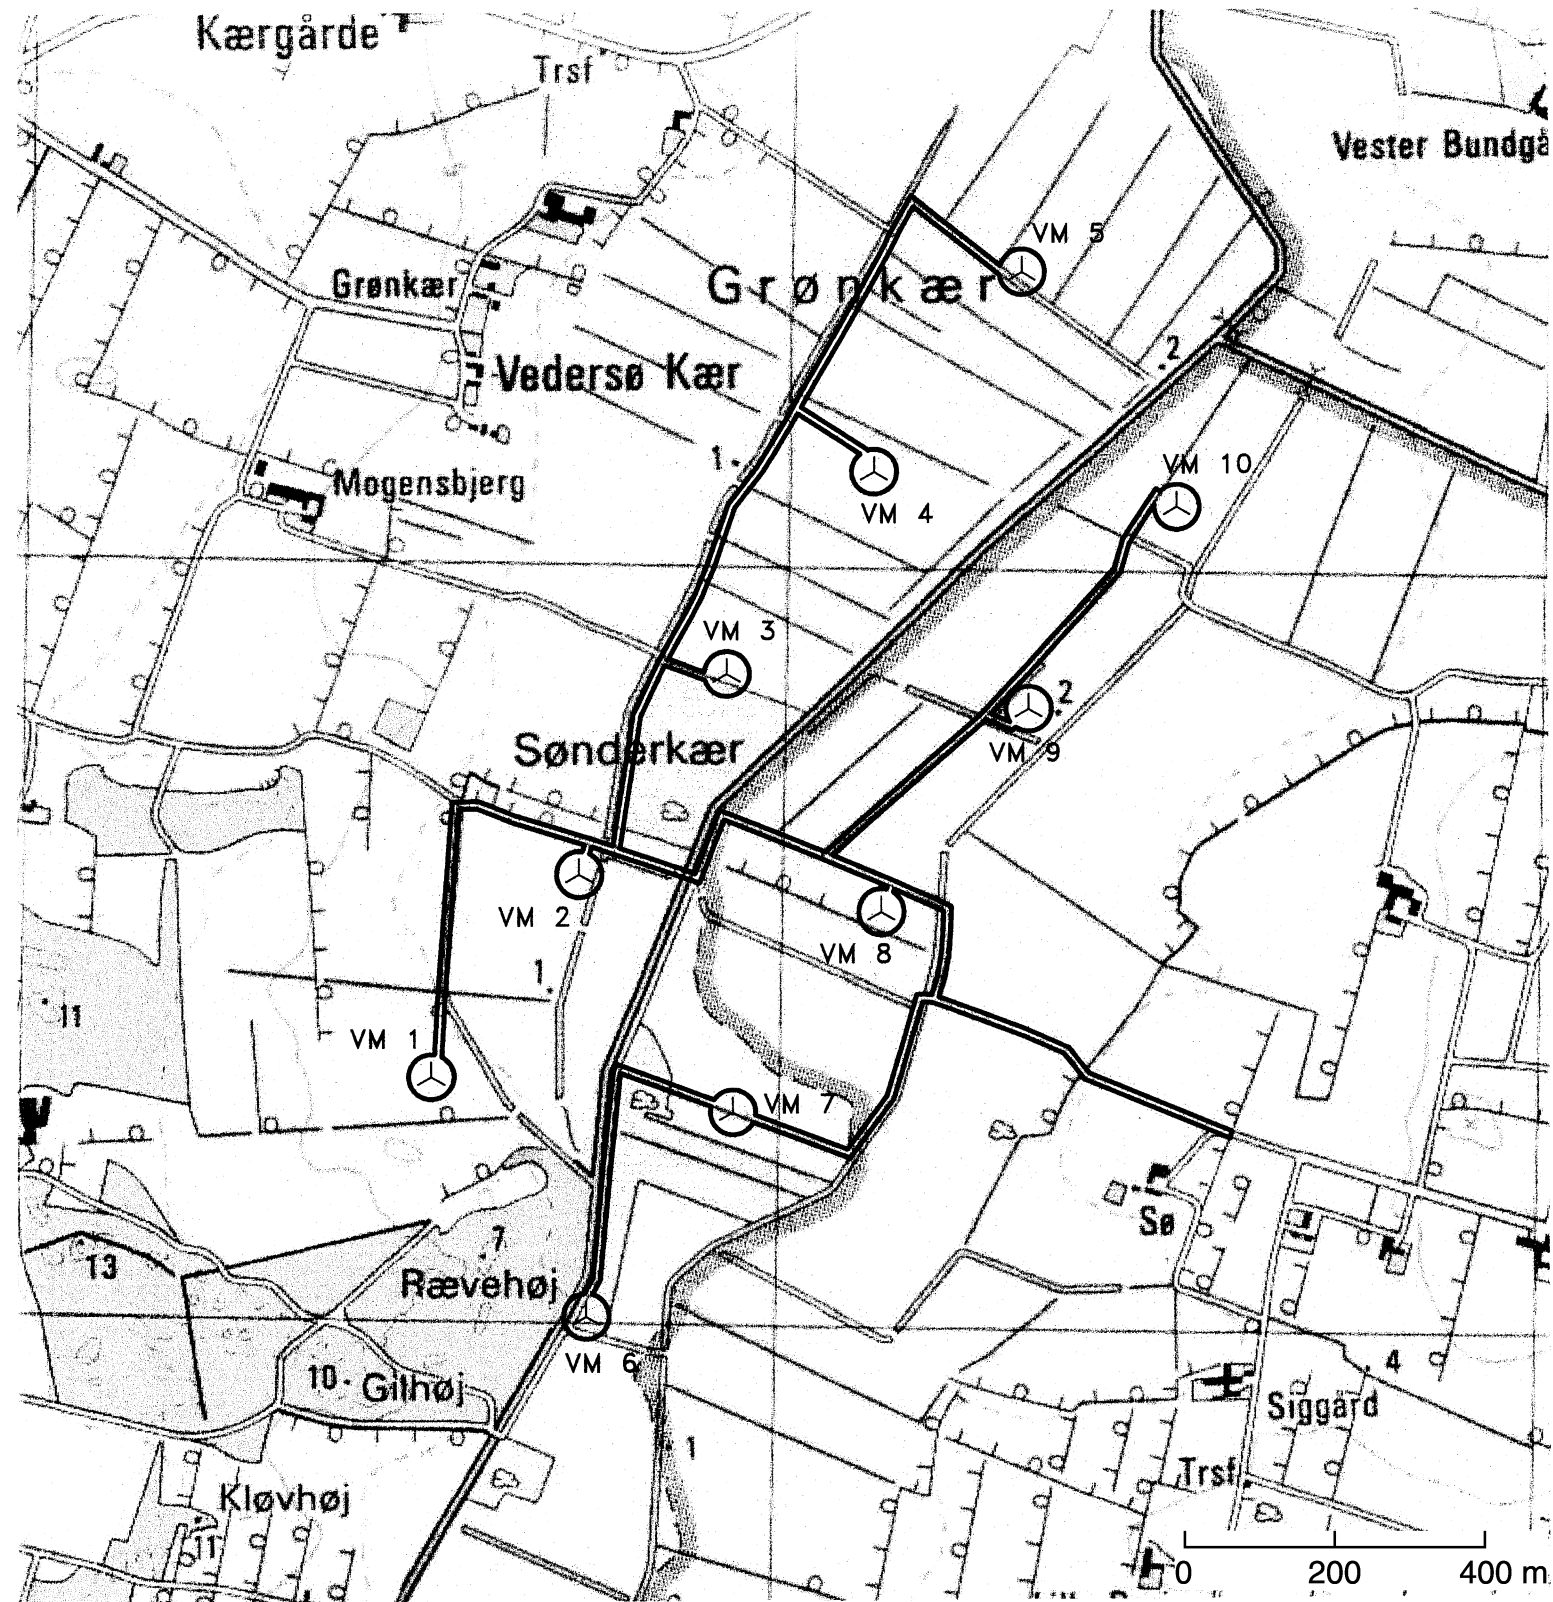 Kærgårde
Trsf
Vester Bundgå
VM 5
Grønkær
Grønkær
2
Vedersø Kær
1
VM 10
Mogensbjerg
VM 4
VM 3
2
Sønderkær
VM 9
VM 2
VM 8
1
11
VM 1
VM 7
Sø
7
13
Rævehøj
VM 6
4
10
Gilhøj
Siggård
1
Trsf
Kløvhøj
11
0 200 400 m